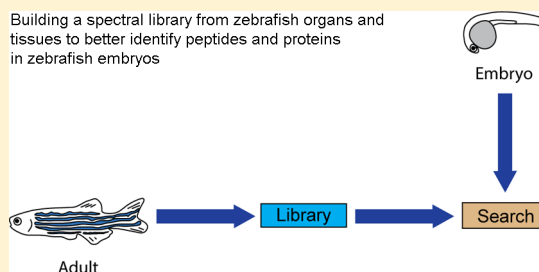 Building a spectral library from zebrafish organs and
tissues to better identify peptides and proteins
in zebrafish embryos
Embryo
Library
Search
Adult